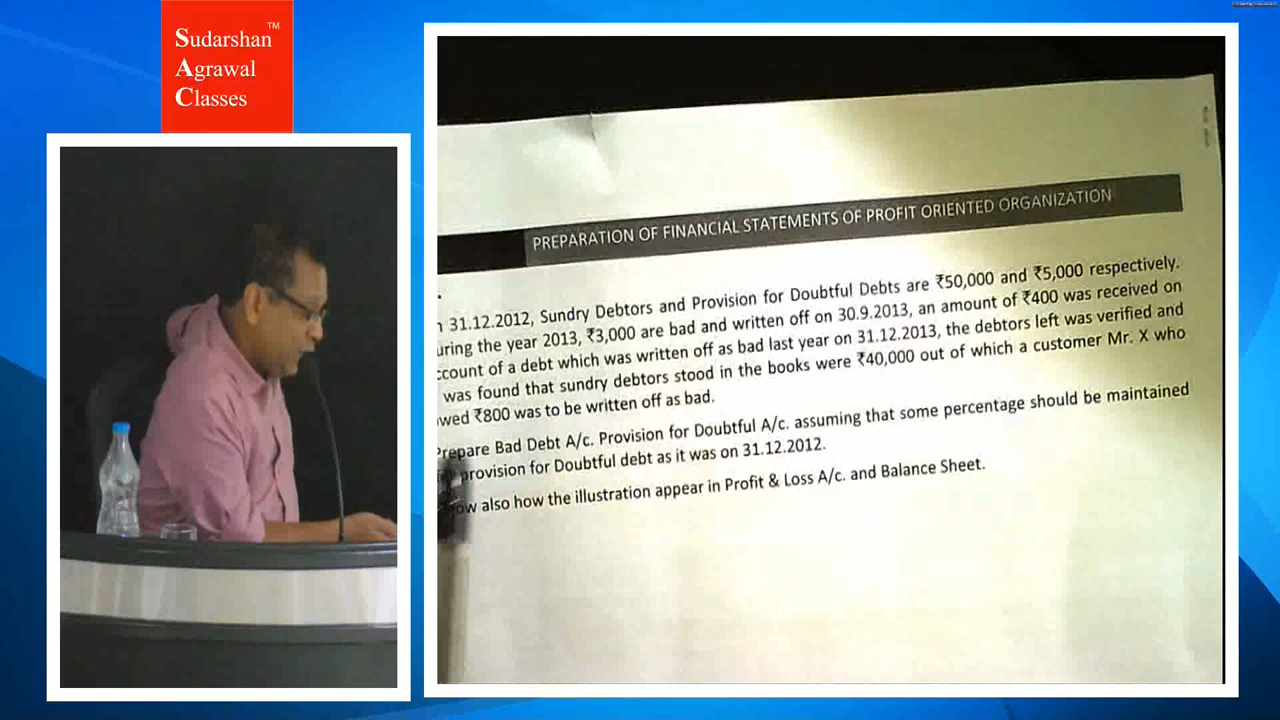 Sudarshan™
Agrawal
Classes
PREPARATION OF FINANCIAL STATEMENTS OF PROFIT ORIENTED ORGANIZATION
31.12.2012, Sundry Debtors and Provision for Doubtful Debts are ₹50,000 and ₹5,000 respectively.
uring the year 2013, ₹3,000 are bad and written off on 30.9.2013, an amount of ₹400 was received on
ccount of a debt which was written off as bad last year on 31.12.2013, the debtors left was verified and
was found that sundry debtors stood in the books were ₹40,000 out of which a customer Mr. X who
wed ₹800 was to be written off as bad.
Prepare Bad Debt A/c. Provision for Doubtful A/c. assuming that some percentage should be maintained
provision for Doubtful debt as it was on 31.12.2012.
ow also how the illustration appear in Profit & Loss A/c. and Balance Sheet.